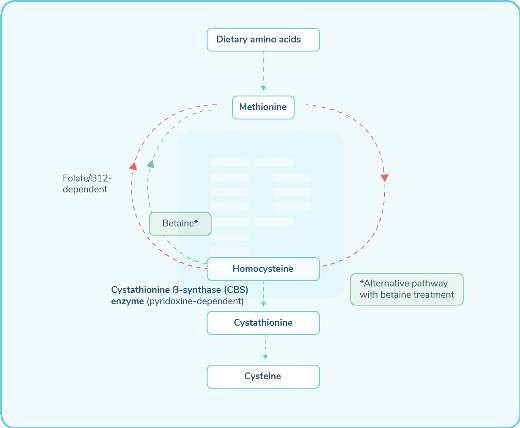 Dietary amino acids
Methionine
Folate/B12-
dependent
Betaine*
Homocysteine
Cystathionine ß-synthase (CBS)
enzyme (pyridoxine-dependent)
*Alternative pathway
with betaine treatment
Cystathionine
Cysteine